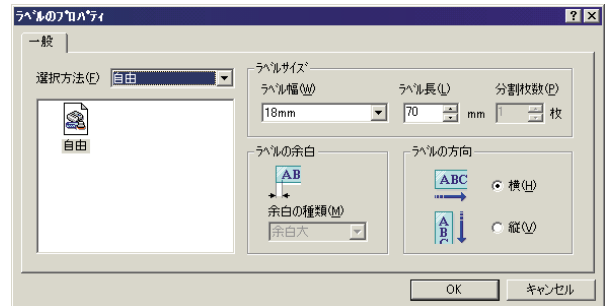 ﾗﾍﾞﾙのﾌﾟﾛﾊﾟﾃｨ
一般
選択方法(F) 自由
自由
ﾗﾍﾞﾙｻｲｽﾞ
ﾗﾍﾞﾙ幅(W) ﾗﾍﾞﾙ長(L) 分割枚数(P)
18mm 70 mm 1 枚
ﾗﾍﾞﾙの余白
AB
余白の種類(M)
余白大
ﾗﾍﾞﾙの方向
ABC 横(H)
ABC 縦(V)
OK キャンセル